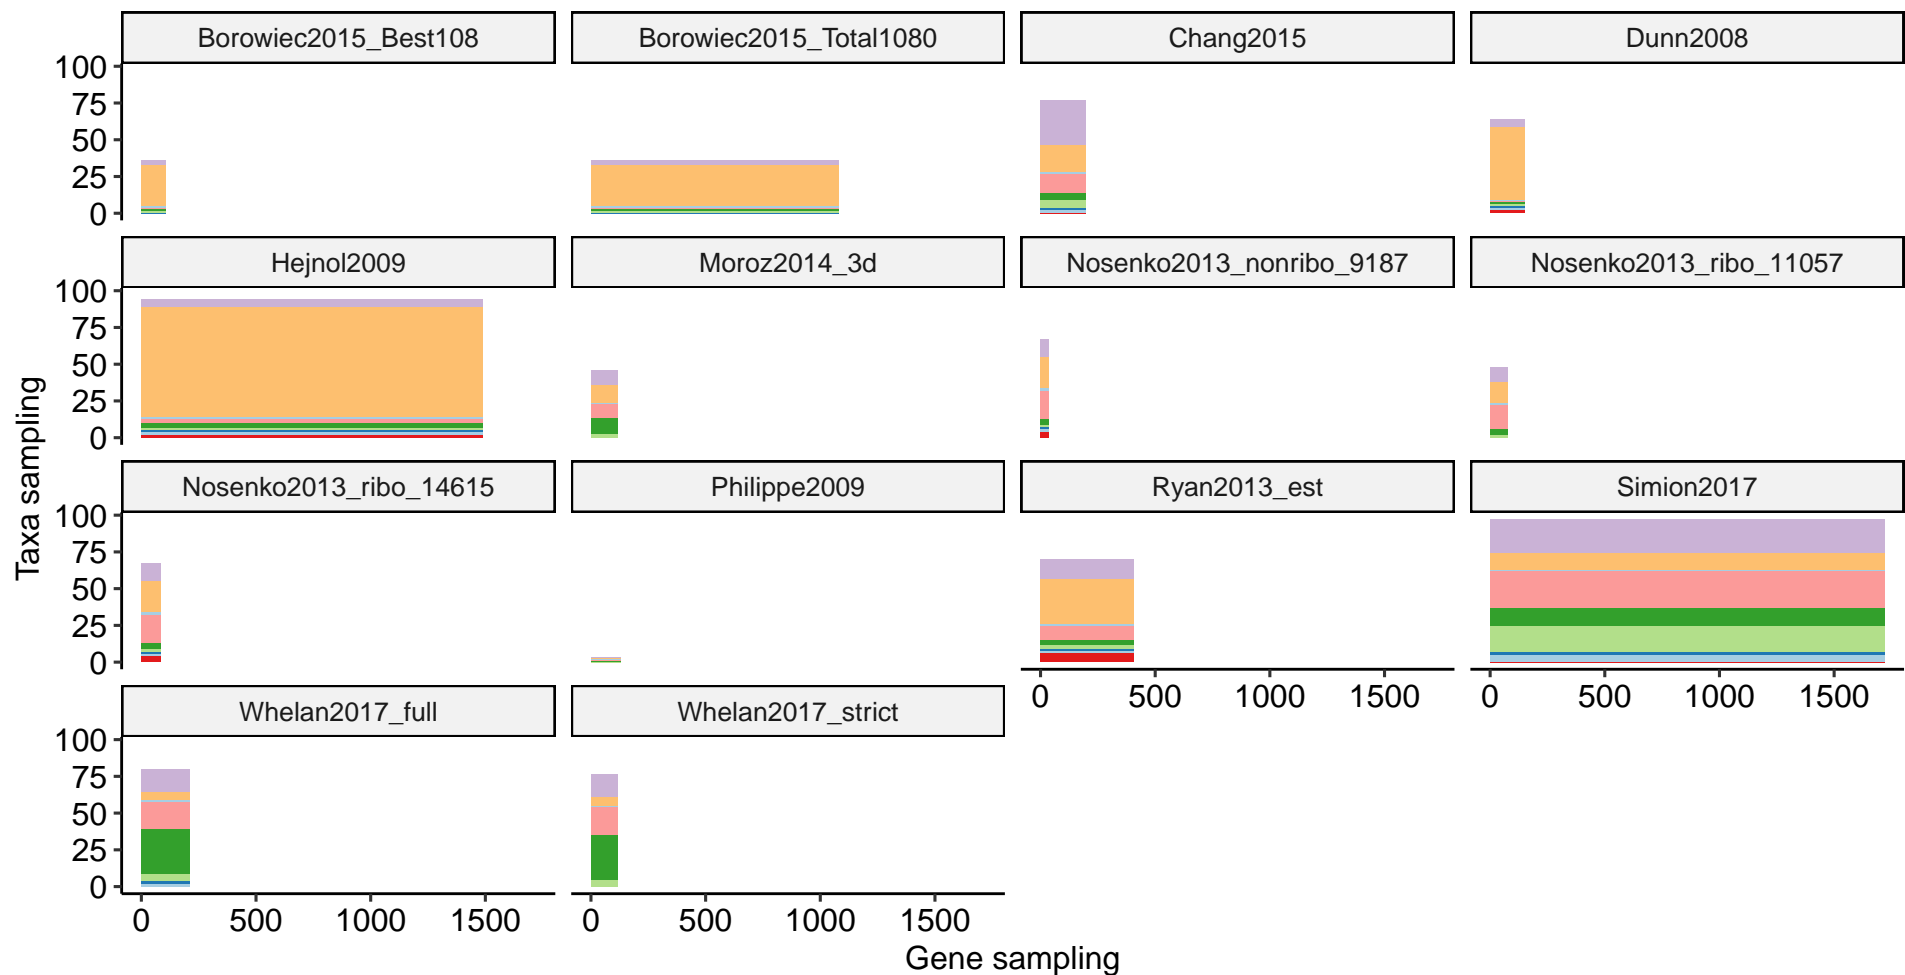 Borowiec2015_Best108
Borowiec2015_Total1080
Chang2015
Dunn2008
100
75
50
25
0
Hejnol2009
Moroz2014_3d
Nosenko2013_nonribo_9187
Nosenko2013_ribo_11057
100
75
50
25
0
Taxa sampling
Nosenko2013_ribo_14615
Philippe2009
Ryan2013_est
Simion2017
100
75
50
25
0
0 500 1000 1500
0 500 1000 1500
Whelan2017_full
Whelan2017_strict
100
75
50
25
0
0 500 1000 1500
0 500 1000 1500
Gene sampling